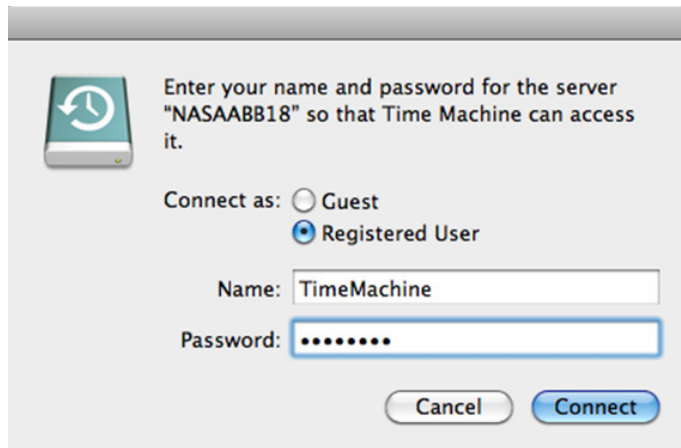 Enter your name and password for the server
“NASAABB18” so that Time Machine can access
it.
Connect as: Guest
Registered User
Name: TimeMachine
Password: ••••••••
Cancel Connect